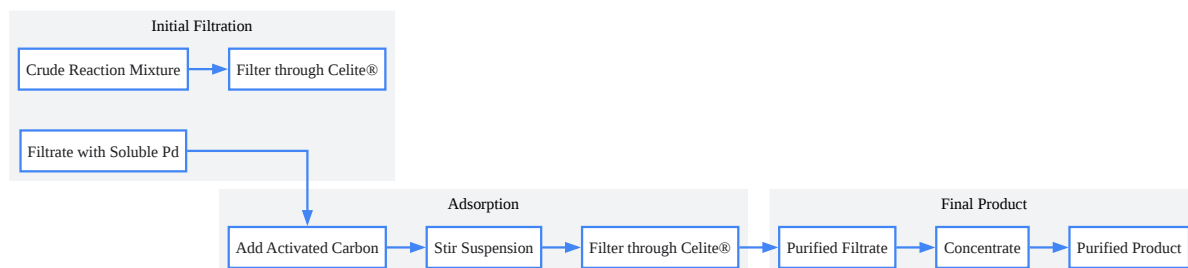 Initial Filtration
Crude Reaction Mixture
Filter through Celite®
Filtrate with Soluble Pd
Adsorption
Add Activated Carbon
Stir Suspension
Filter through Celite®
Final Product
Purified Filtrate
Concentrate
Purified Product